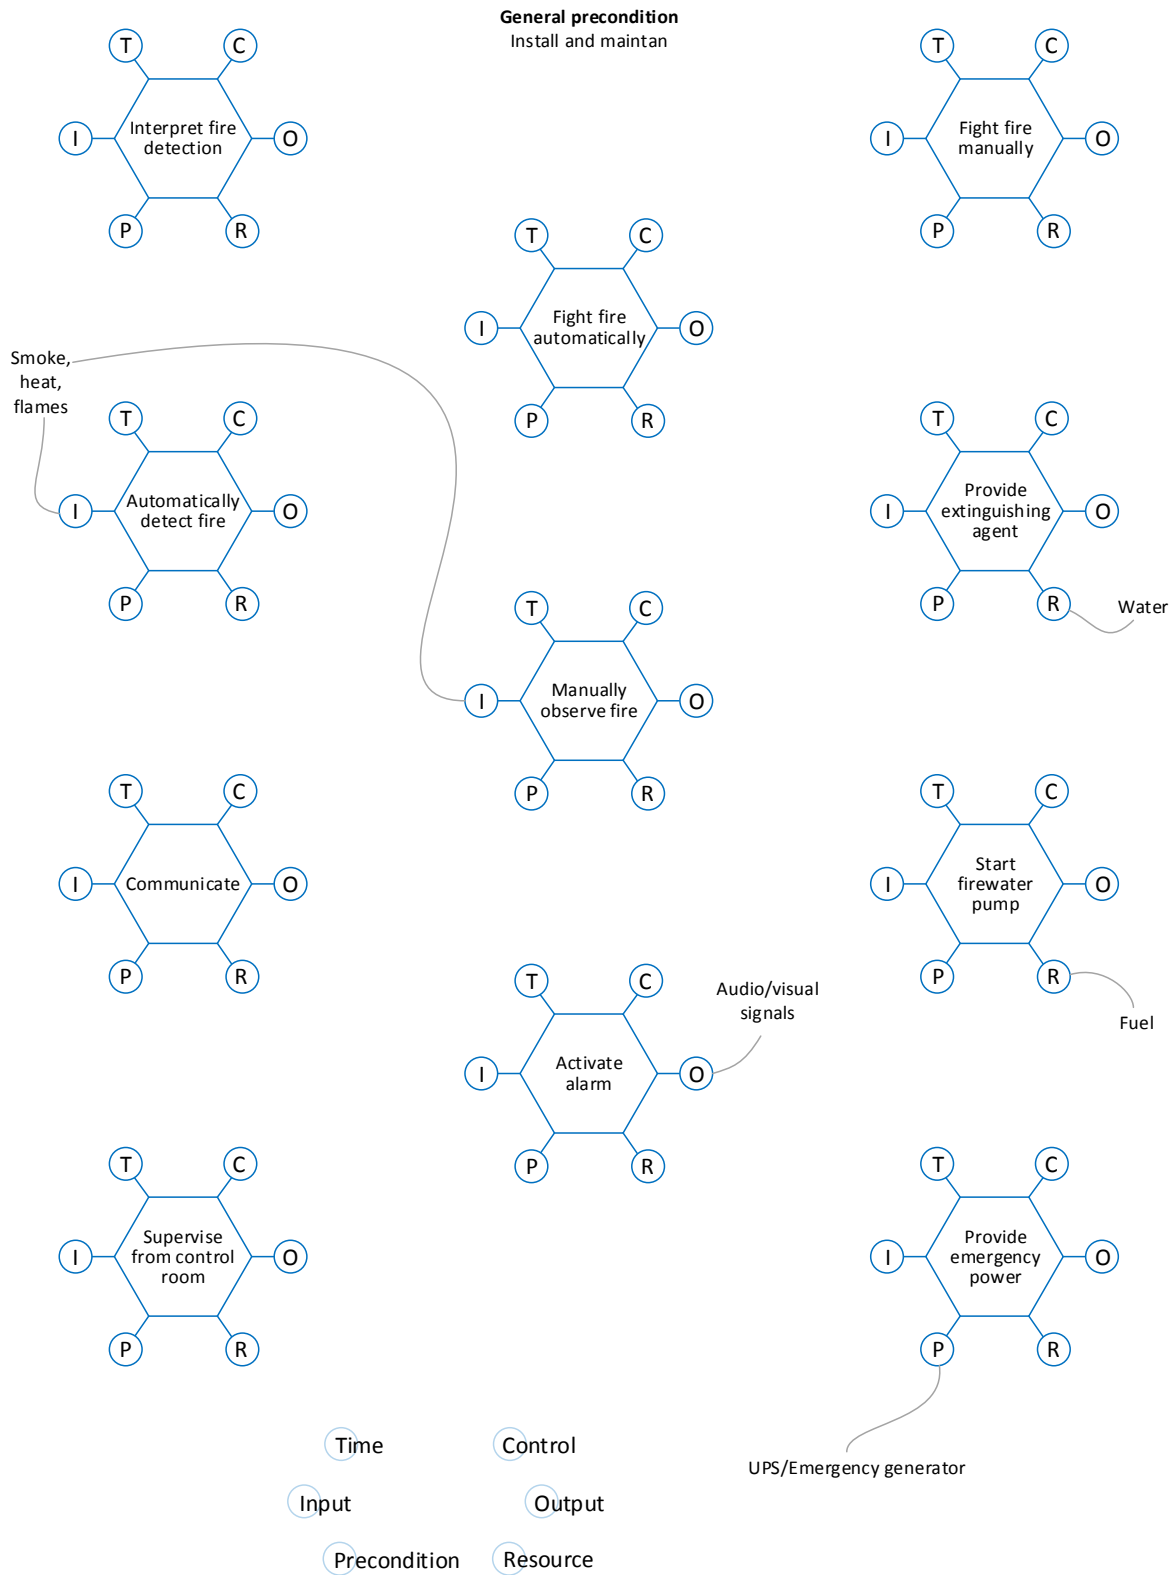 General precondition
Install and maintan
T
C
I
Interpret fire
detection
O
P
R
T
C
I
Fight fire
manually
O
P
R
T
C
I
Fight fire
automatically
O
P
R
Smoke,
heat,
flames
T
C
I
Automatically
detect fire
O
P
R
T
C
I
Provide
extinguishing
agent
O
P
R
Water
T
C
I
Manually
observe fire
O
P
R
T
C
I
Communicate
O
P
R
T
C
I
Start
firewater
pump
O
P
R
Fuel
T
C
I
Activate
alarm
O
P
R
Audio/visual
signals
T
C
I
Supervise
from control
room
O
P
R
T
C
I
Provide
emergency
power
O
P
R
UPS/Emergency generator
Time
Control
Input
Output
Precondition
Resource